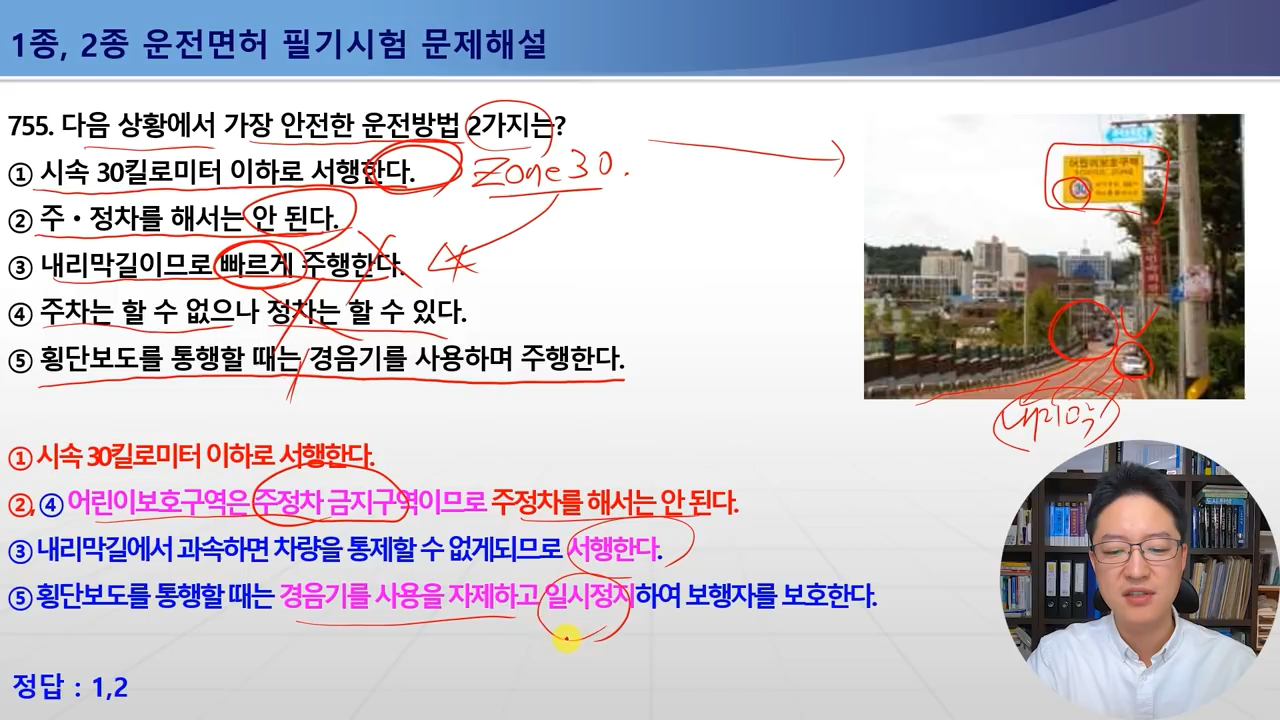 1종, 2종 운전면허 필기시험 문제해설
755. 다음 상황에서 가장 안전한 운전방법 2가지는?
① 시속 30킬로미터 이하로 서행한다.
Zone30.
② 주·정차를 해서는 안 된다.
③ 내리막길이므로 빠르게 주행한다.
④ 주차는 할 수 없으나 정차는 할 수 있다.
⑤ 횡단보도를 통행할 때는 경음기를 사용하며 주행한다.
어린이보호구역
30
내리막
① 시속 30킬로미터 이하로 서행한다.
②, ④ 어린이보호구역은 주정차 금지구역이므로 주정차를 해서는 안 된다.
③ 내리막길에서 과속하면 차량을 통제할 수 없게되므로 서행한다.
⑤ 횡단보도를 통행할 때는 경음기를 사용을 자제하고 일시정지하여 보행자를 보호한다.
정답 : 1,2